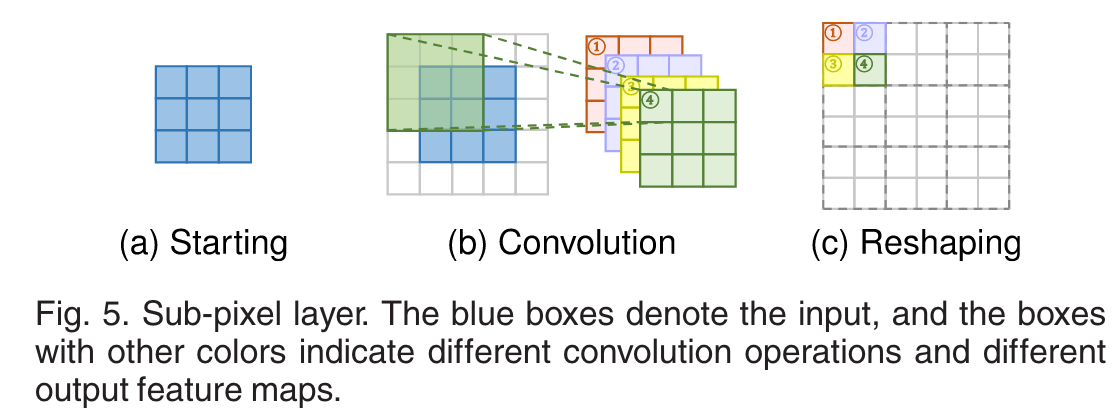 ① ② ③ ④
① ②
③ ④
(a) Starting (b) Convolution (c) Reshaping
Fig. 5. Sub-pixel layer. The blue boxes denote the input, and the boxes
with other colors indicate different convolution operations and different
output feature maps.